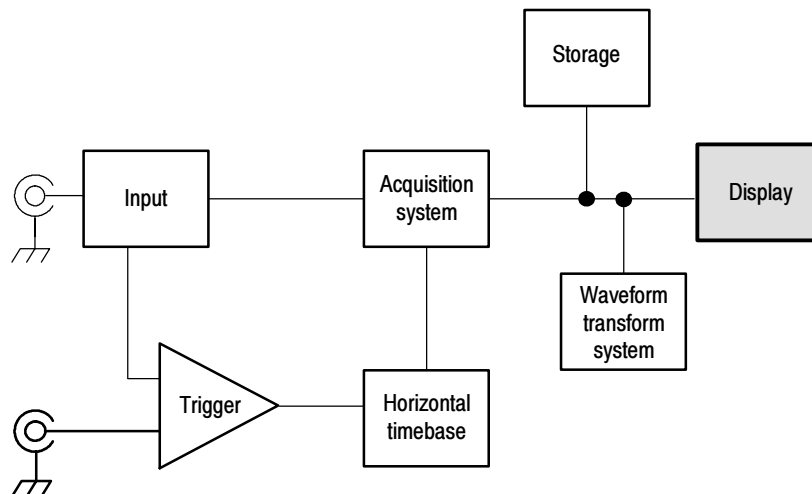 Storage
Input
Acquisition
system
Display
Waveform
transform
system
Trigger
Horizontal
timebase